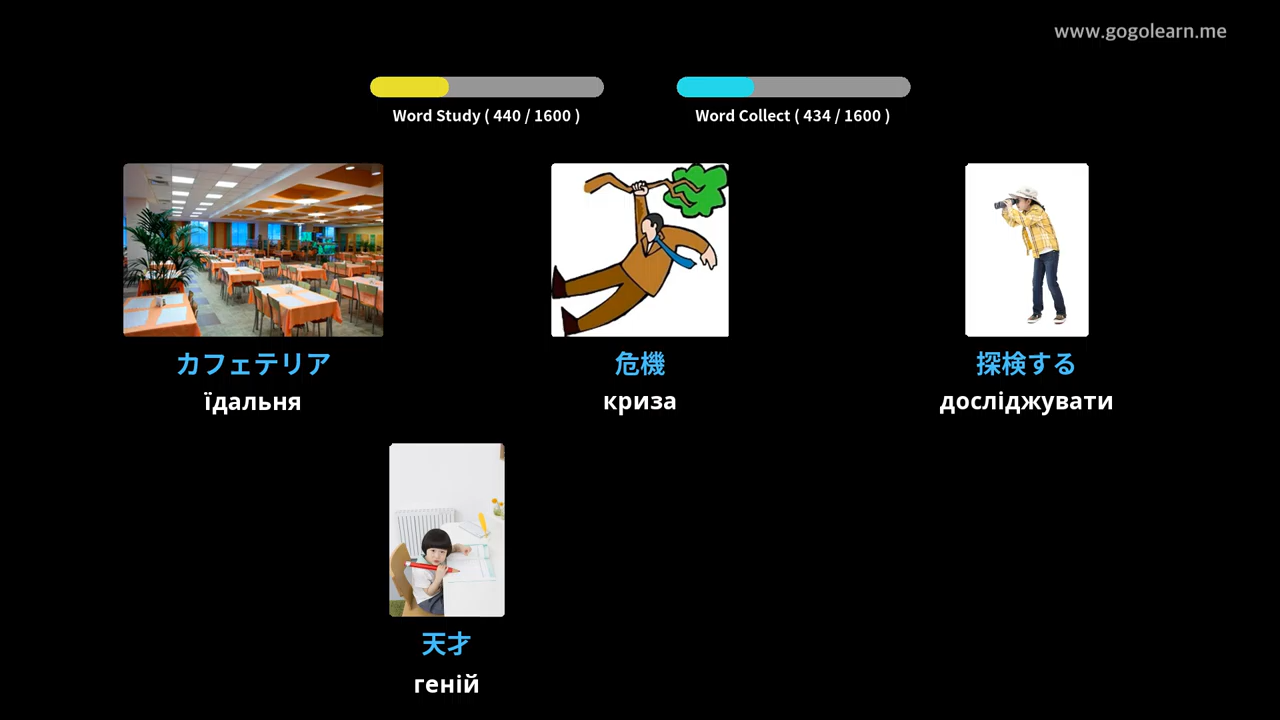 www.gogolearn.me
Word Study ( 440 / 1600 )
Word Collect ( 434 / 1600 )
カフェテリア
їдальня
危機
криза
探検する
досліджувати
天才
геній